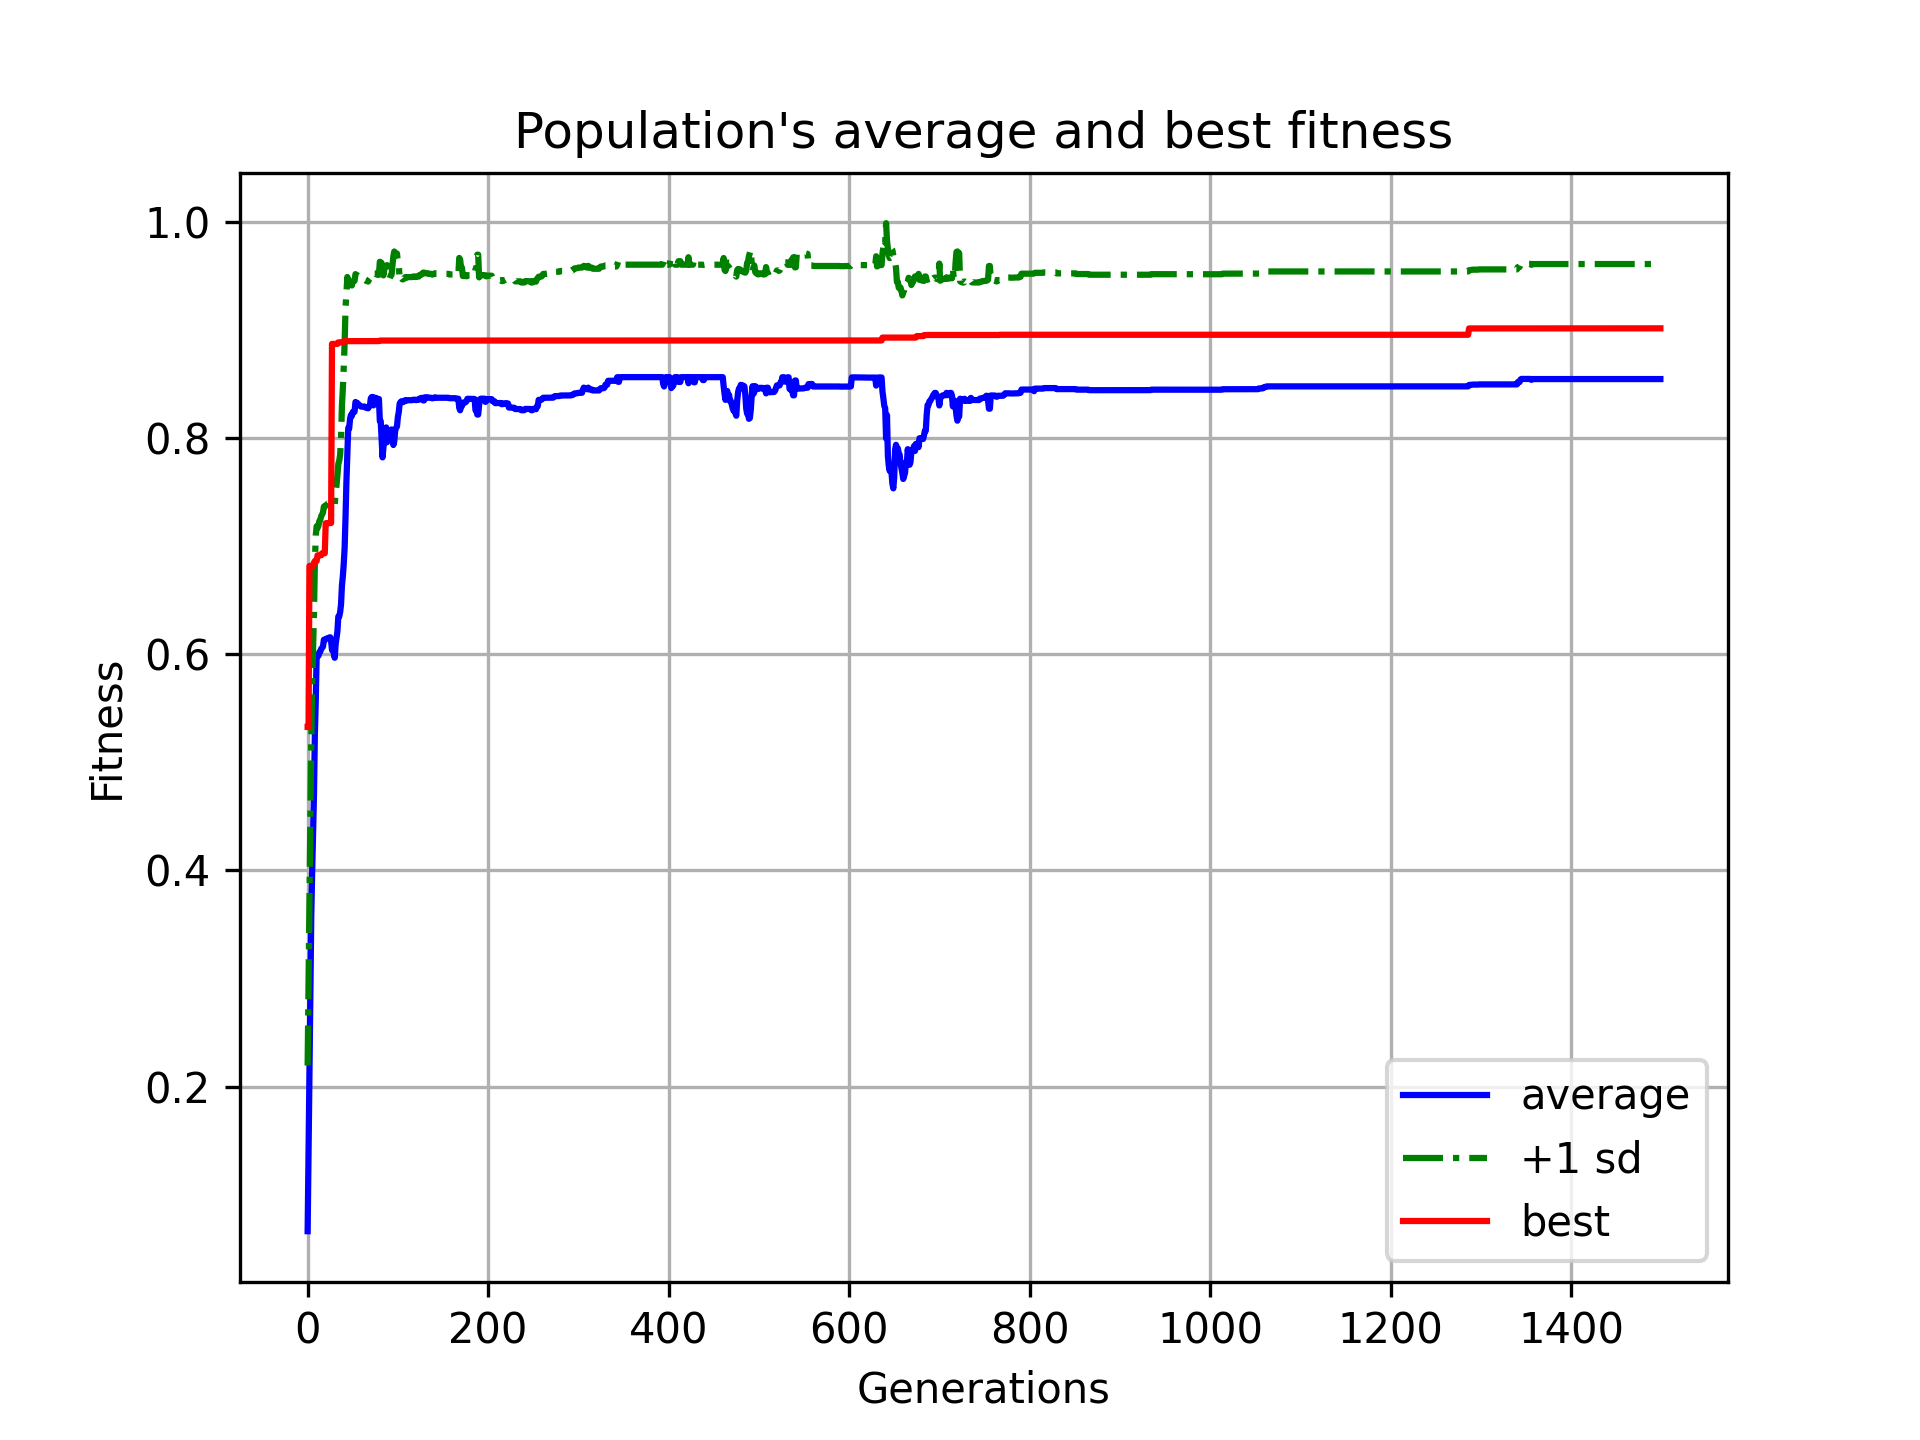 Population's average and best fitness
1.0
0.8
0.6
0.4
0.2
Fitness
0 200 400 600 800 1000 1200 1400
Generations
average
+1 sd
best